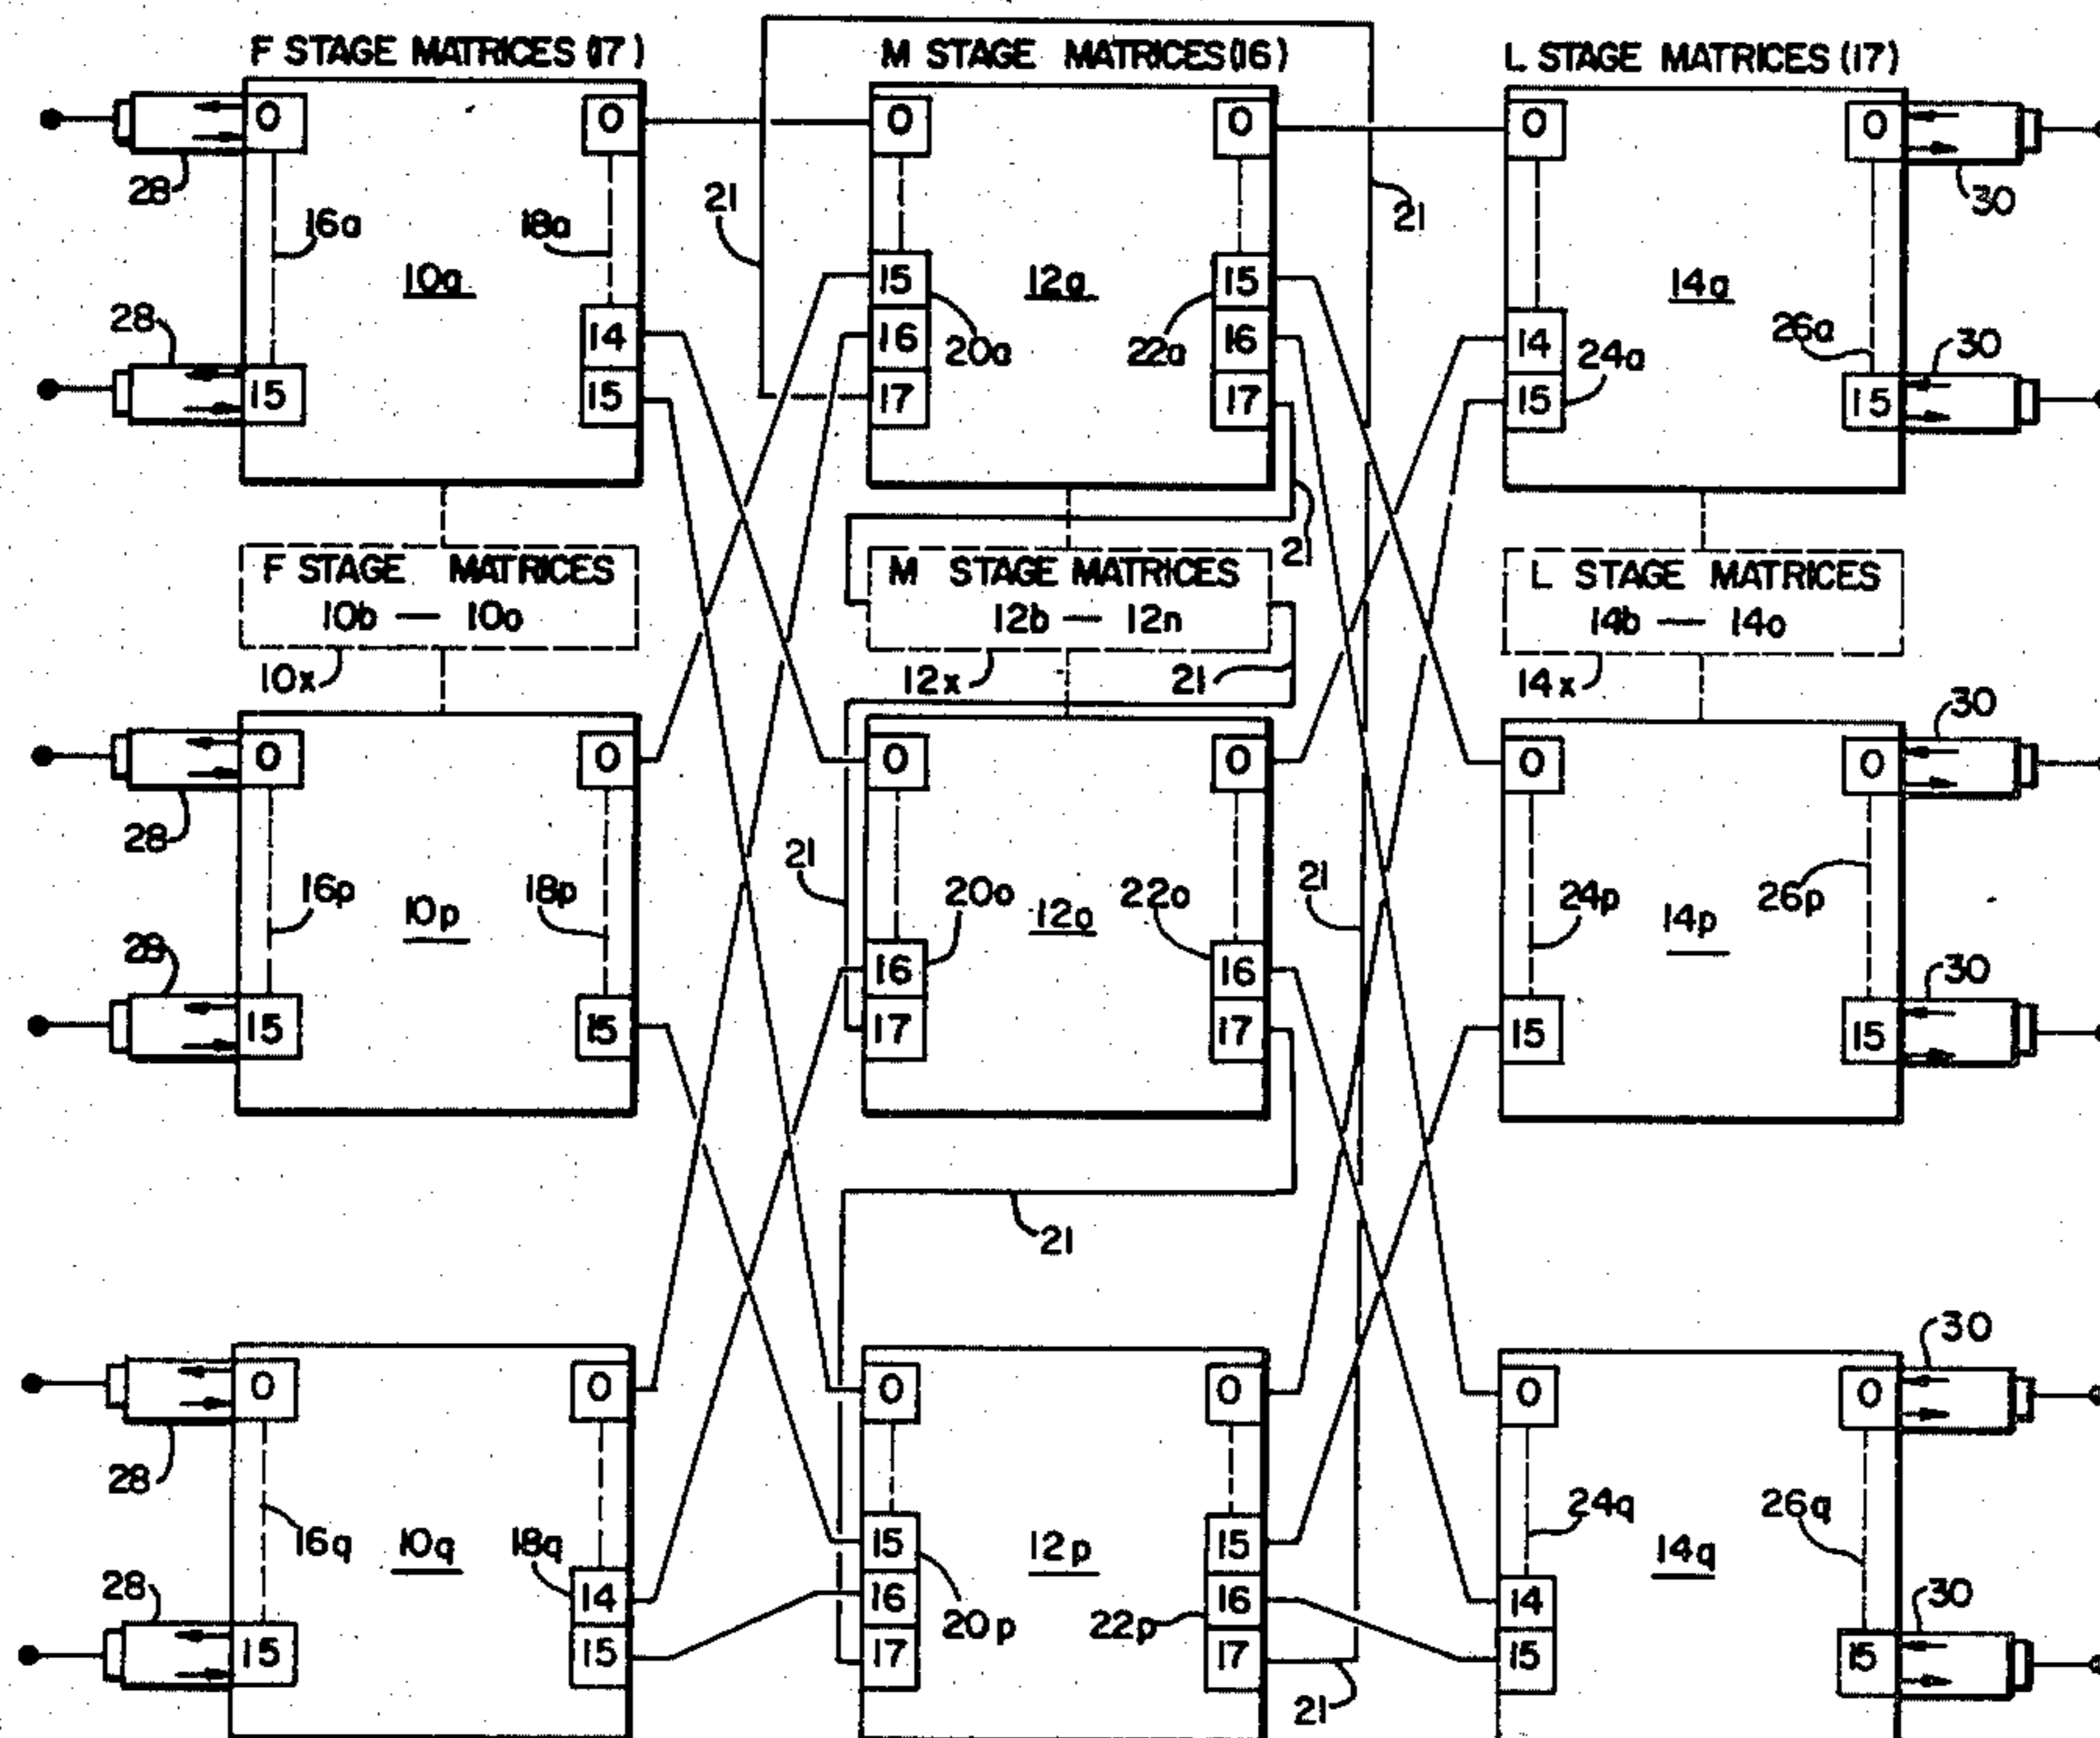 F STAGE MATRICES (17)
M STAGE MATRICES (16)
L STAGE MATRICES (17)
0
0
0
0
0
0
28
16a
18a
21
21
30
10a
12a
14a
15
15
28
14
16
20a
22a
16
14
24a
26a
30
15
15
17
17
15
15
21
F STAGE MATRICES
10b — 10o
M STAGE MATRICES
12b — 12n
L STAGE MATRICES
14b — 14o
10x
12x
21
14x
30
0
0
0
0
0
0
28
21
21
16p
10p
18p
20o
12o
22o
24p
14p
26p
28
16
16
30
15
15
17
17
15
15
21
30
0
0
0
0
0
0
28
16q
10q
18q
15
12p
15
24q
14q
26q
28
14
16
20p
22p
16
14
30
15
15
17
17
15
15
21